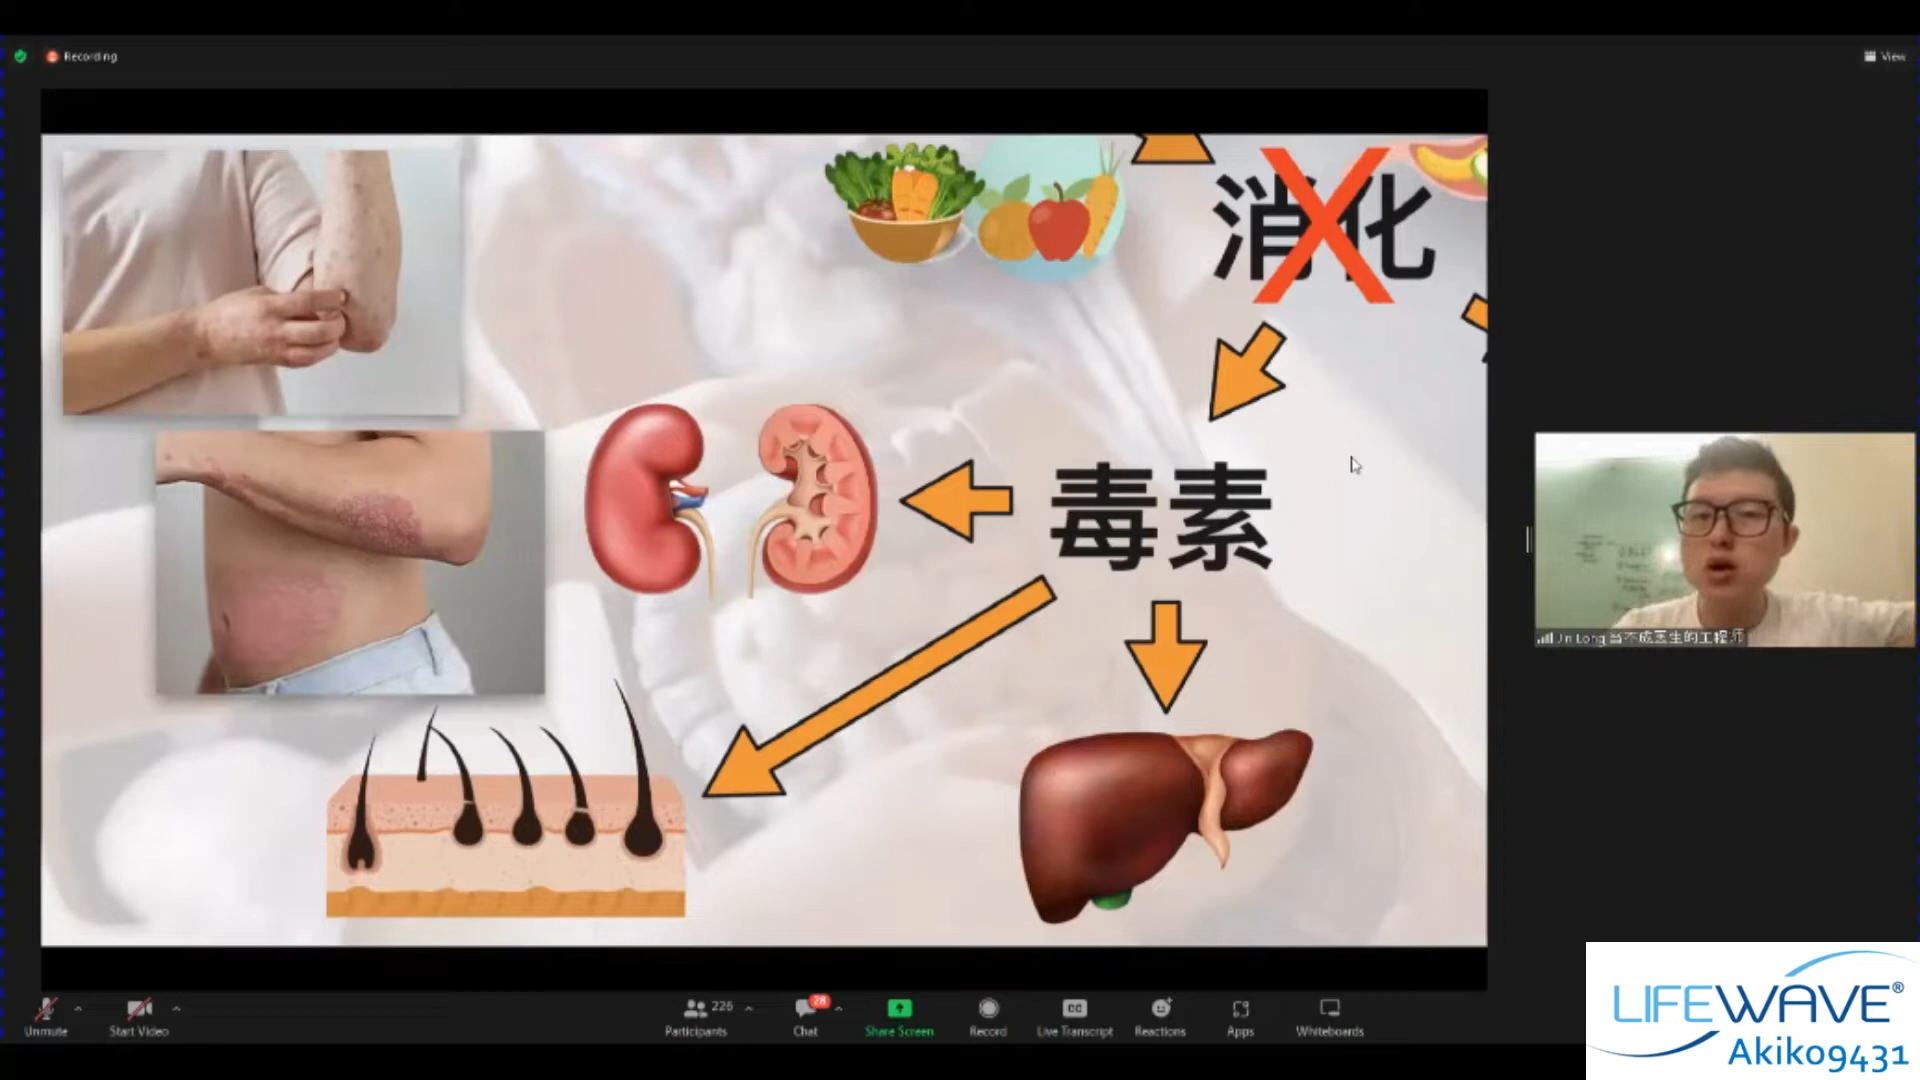 Recording
View
消化
毒素
Jin Long 当不成医生的工程师
Unmute
Start Video
226
Participants
28
Chat
Share Screen
Record
CC
Live Transcript
Reactions
Apps
Whiteboards
LIFEWAVE®
Akiko9431